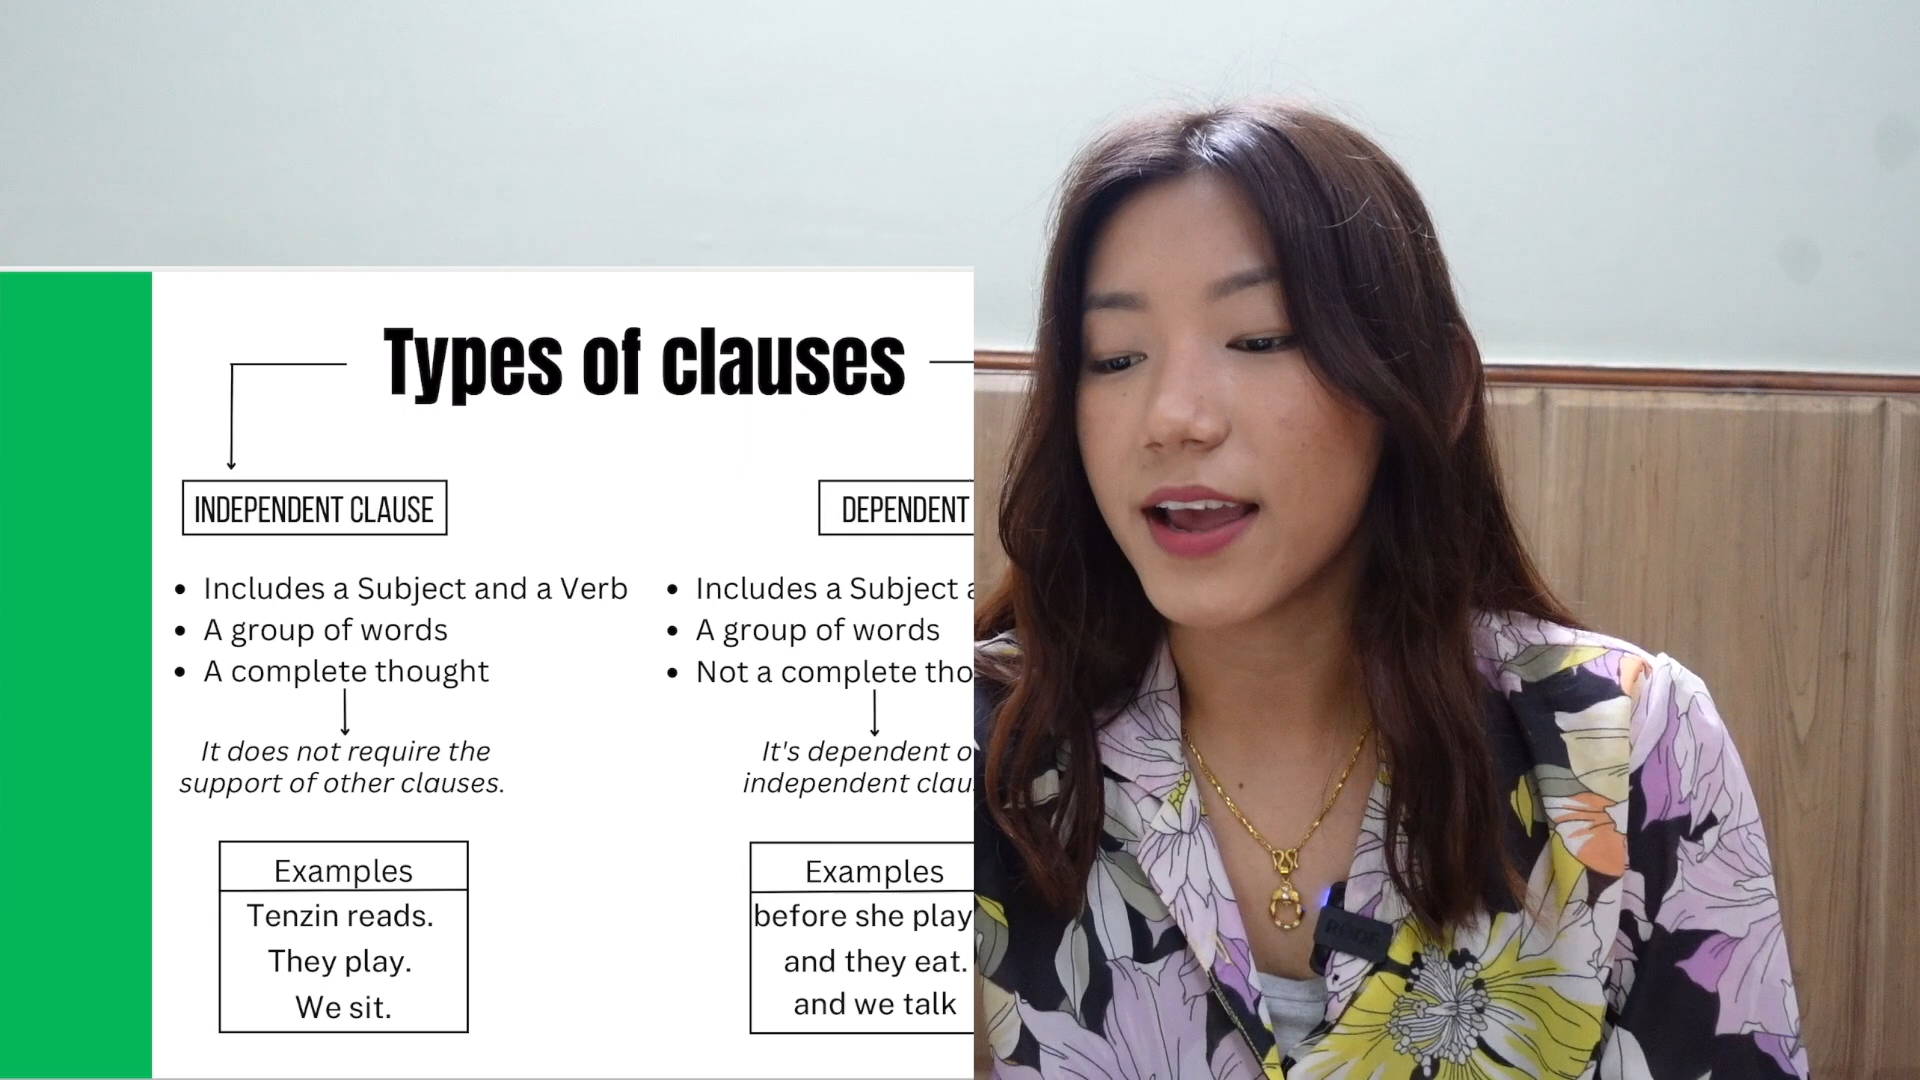 Types of clauses
INDEPENDENT CLAUSE
• Includes a Subject and a Verb
• A group of words
• A complete thought
It does not require the
support of other clauses.
Examples
Tenzin reads.
They play.
We sit.
DEPENDENT
• Includes a Subject
• A group of words
• Not a complete
It's dependent
independent
Examples
before she
and they eat.
and we talk
RODE